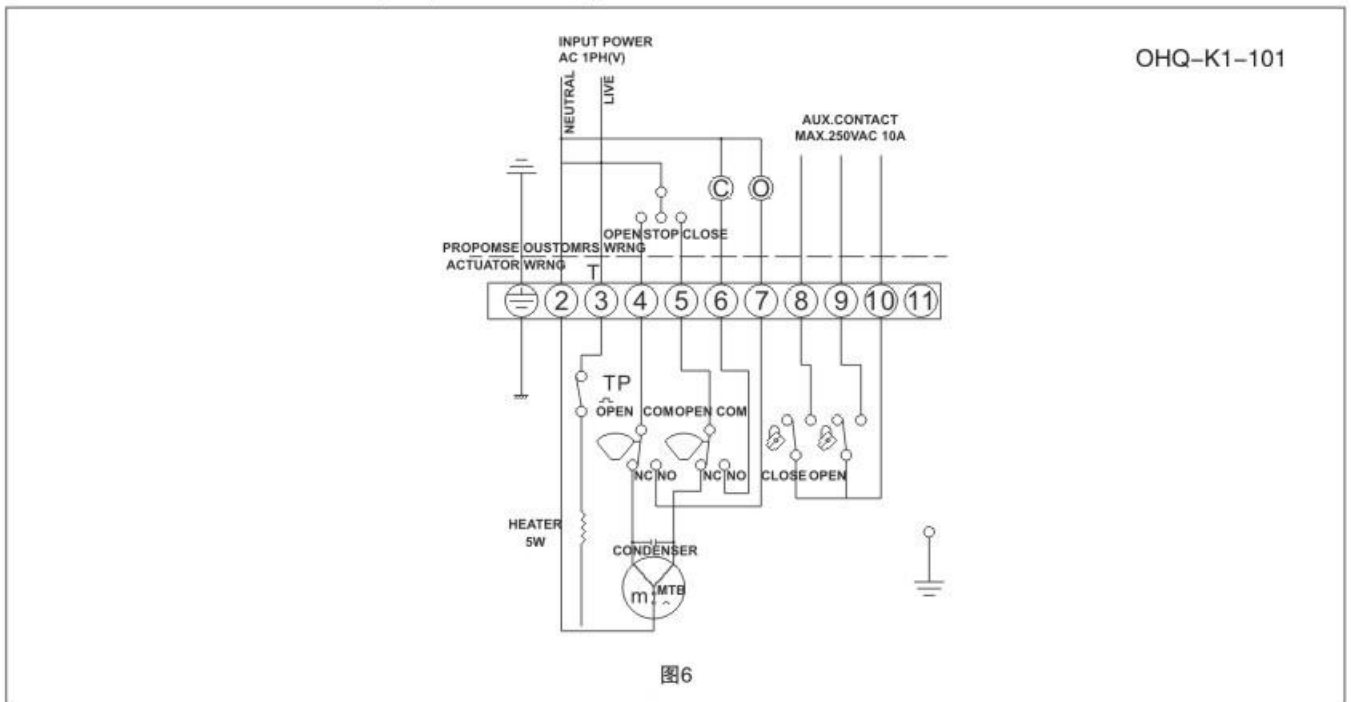 INPUT POWER
AC 1PH(V)
OHQ–K1–101
NEUTRAL
LIVE
AUX.CONTACT
MAX.250VAC 10A
C
O
OPEN STOP CLOSE
PROPOMSE OUSTOMRS WRNG
ACTUATOR WRNG
T
2 3 4 5 6 7 8 9 10 11
TP
OPEN COM OPEN COM
NC NO NC NO CLOSE OPEN
HEATER
5W
CONDENSER
m MTB
图6